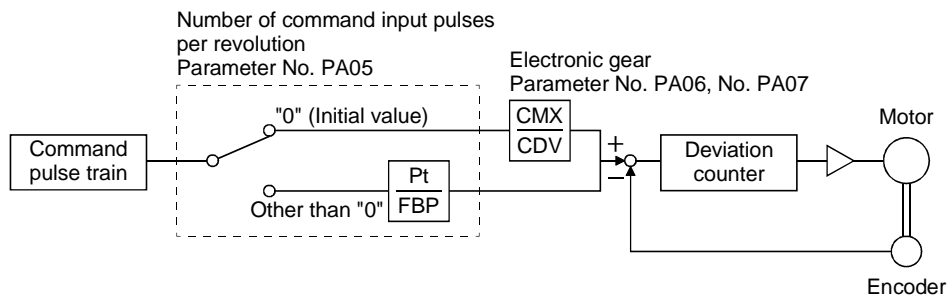 Number of command input pulses
per revolution
Parameter No. PA05
Electronic gear
Parameter No. PA06, No. PA07
Motor
"0" (Initial value)
CMX
CDV
Command
pulse train
+
−
Deviation
counter
Pt
FBP
Other than "0"
Encoder